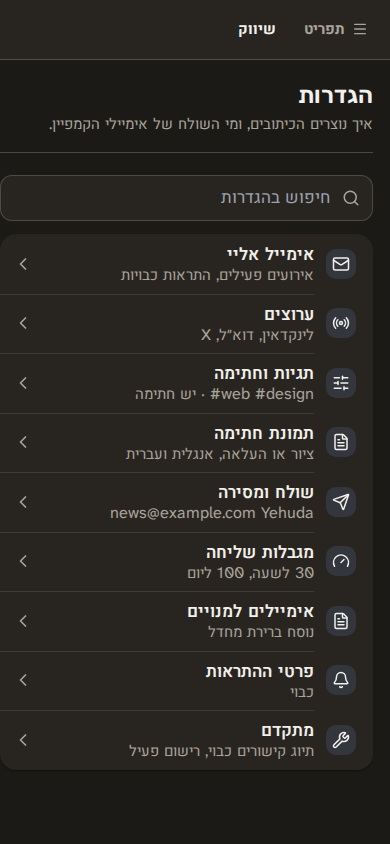 תפריט
שיווק
הגדרות
איך נוצרים הכיתובים, ומי השולח של אימיילי הקמפיין.
חיפוש בהגדרות
אימייל אליי
אירועים פעילים, התראות כבויות
ערוצים
לינקדאין, דוא״ל, X
תגיות וחתימה
#web #design · יש חתימה
תמונת חתימה
ציור או העלאה, אנגלית ועברית
שולח ומסירה
news@example.com Yehuda
מגבלות שליחה
30 לשעה, 100 ליום
אימיילים למנויים
נוסח ברירת מחדל
פרטי ההתראות
כבוי
מתקדם
תיוג קישורים כבוי, רישום פעיל